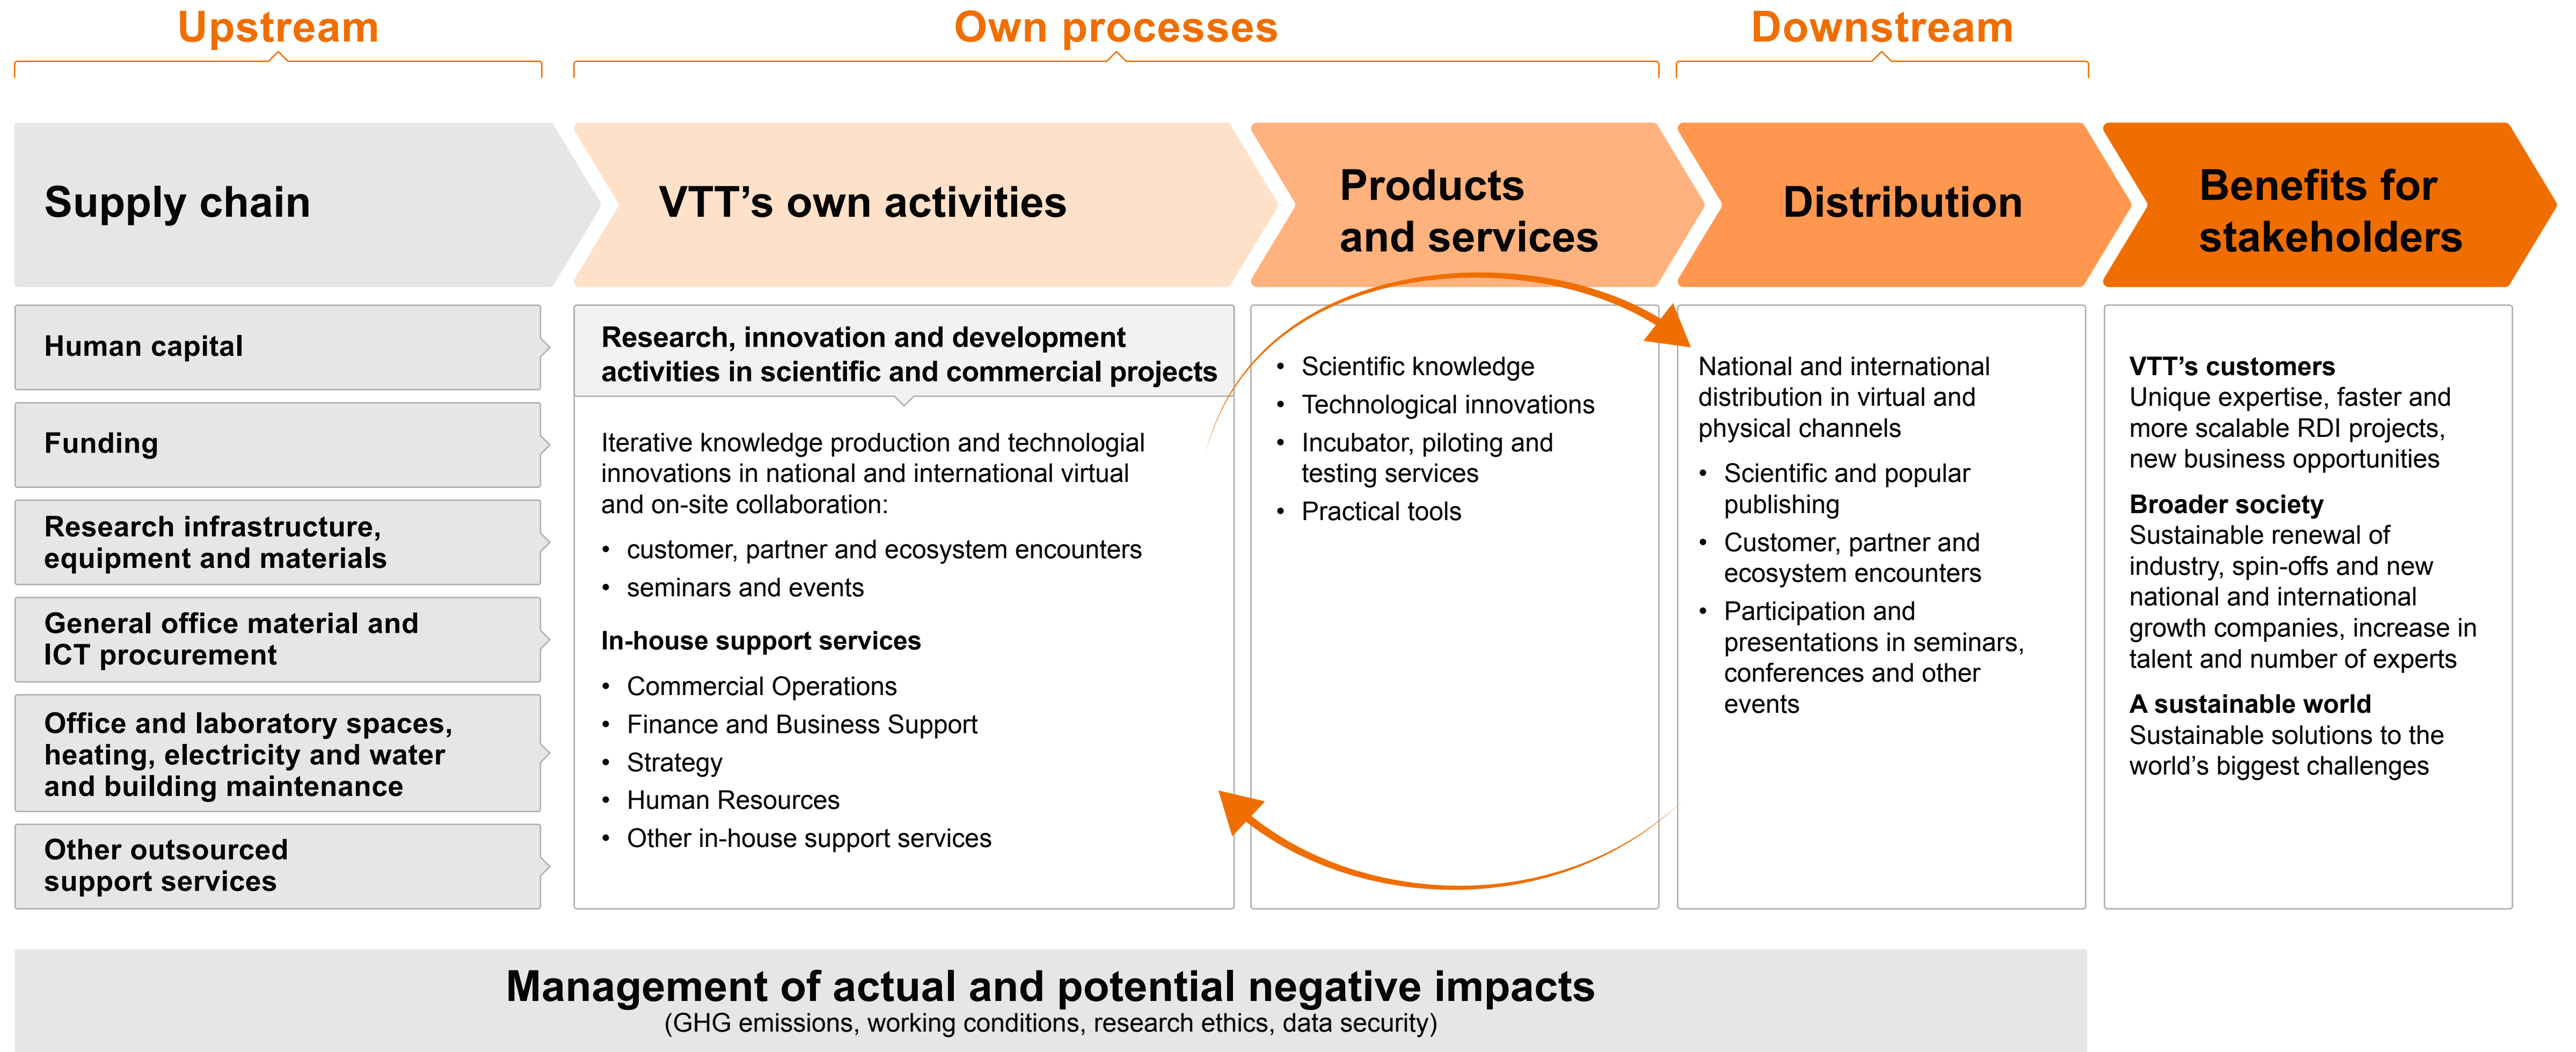 Upstream
Own processes
Downstream
Supply chain
VTT’s own activities
Products
and services
Distribution
Benefits for
stakeholders
Human capital
Funding
Research infrastructure,
equipment and materials
General office material and
ICT procurement
Office and laboratory spaces,
heating, electricity and water
and building maintenance
Other outsourced
support services
Research, innovation and development
activities in scientific and commercial projects
Iterative knowledge production and technologial
innovations in national and international virtual
and on-site collaboration:
• customer, partner and ecosystem encounters
• seminars and events
In-house support services
• Commercial Operations
• Finance and Business Support
• Strategy
• Human Resources
• Other in-house support services
• Scientific knowledge
• Technological innovations
• Incubator, piloting and
testing services
• Practical tools
National and international
distribution in virtual and
physical channels
• Scientific and popular
publishing
• Customer, partner and
ecosystem encounters
• Participation and
presentations in seminars,
conferences and other
events
VTT’s customers
Unique expertise, faster and
more scalable RDI projects,
new business opportunities
Broader society
Sustainable renewal of
industry, spin-offs and new
national and international
growth companies, increase in
talent and number of experts
A sustainable world
Sustainable solutions to the
world’s biggest challenges
Management of actual and potential negative impacts
(GHG emissions, working conditions, research ethics, data security)